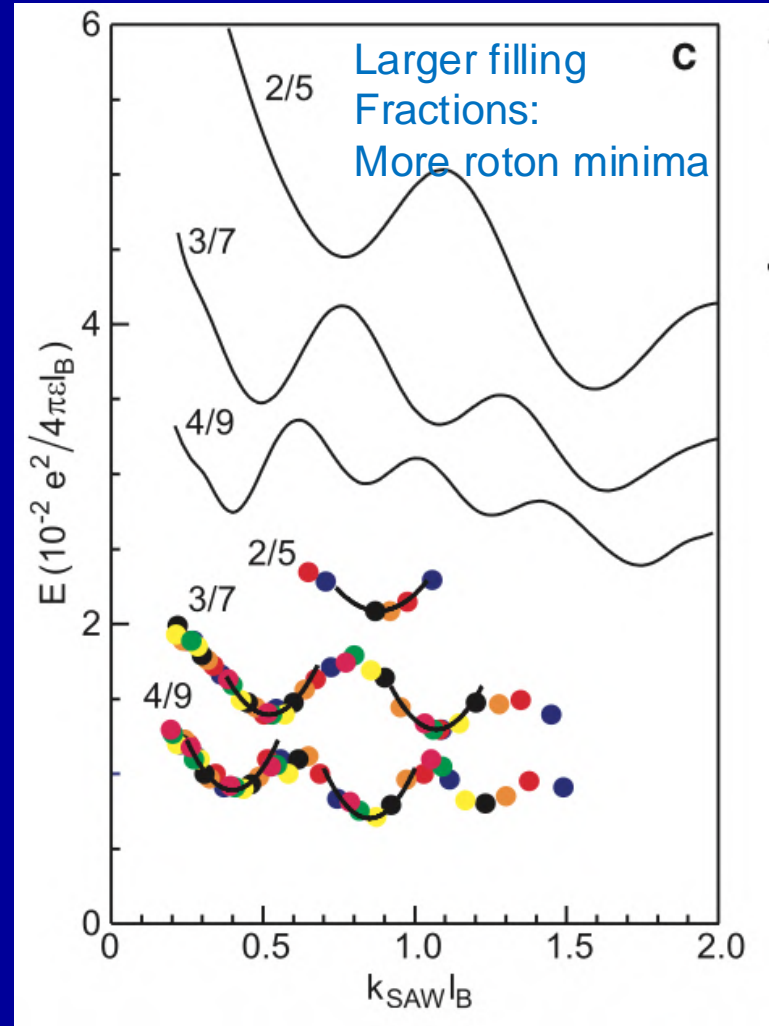 6
C
Larger filling
Fractions:
More roton minima
2/5
3/7
4
4/9
E (10⁻² e²/4πεl_B)
2/5
3/7
2
4/9
0
0
0.5
1.0
1.5
2.0
k_SAW l_B